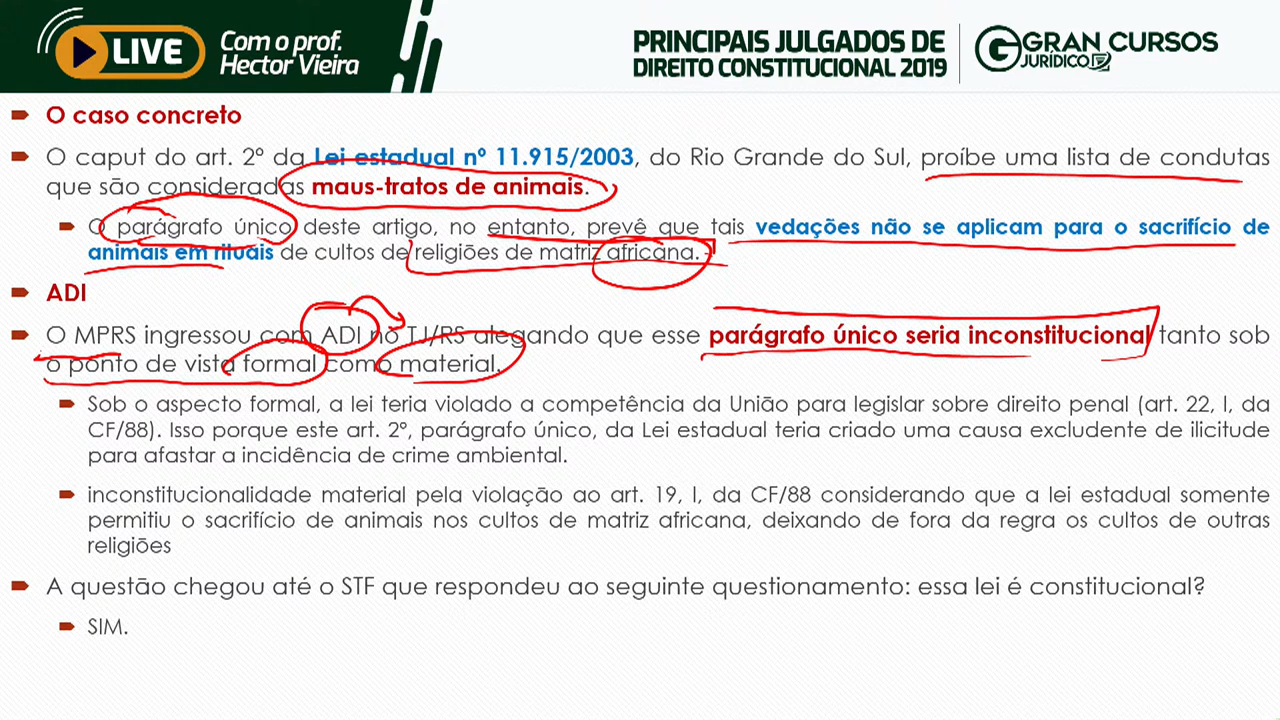 LIVE
Com o prof.
Hector Vieira
PRINCIPAIS JULGADOS DE
DIREITO CONSTITUCIONAL 2019
GRAN CURSOS
JURÍDICO
O caso concreto
O caput do art. 2º da Lei estadual nº 11.915/2003, do Rio Grande do Sul, proíbe uma lista de condutas
que são consideradas maus-tratos de animais.
O parágrafo único deste artigo, no entanto, prevê que tais vedações não se aplicam para o sacrifício de
animais em rituais de cultos de religiões de matriz africana.
ADI
O MPRS ingressou com ADI no TJ/RS alegando que esse parágrafo único seria inconstitucional tanto sob
o ponto de vista formal como material.
Sob o aspecto formal, a lei teria violado a competência da União para legislar sobre direito penal (art. 22, I, da
CF/88). Isso porque este art. 2º, parágrafo único, da Lei estadual teria criado uma causa excludente de ilicitude
para afastar a incidência de crime ambiental.
inconstitucionalidade material pela violação ao art. 19, I, da CF/88 considerando que a lei estadual somente
permitiu o sacrifício de animais nos cultos de matriz africana, deixando de fora da regra os cultos de outras
religiões
A questão chegou até o STF que respondeu ao seguinte questionamento: essa lei é constitucional?
SIM.